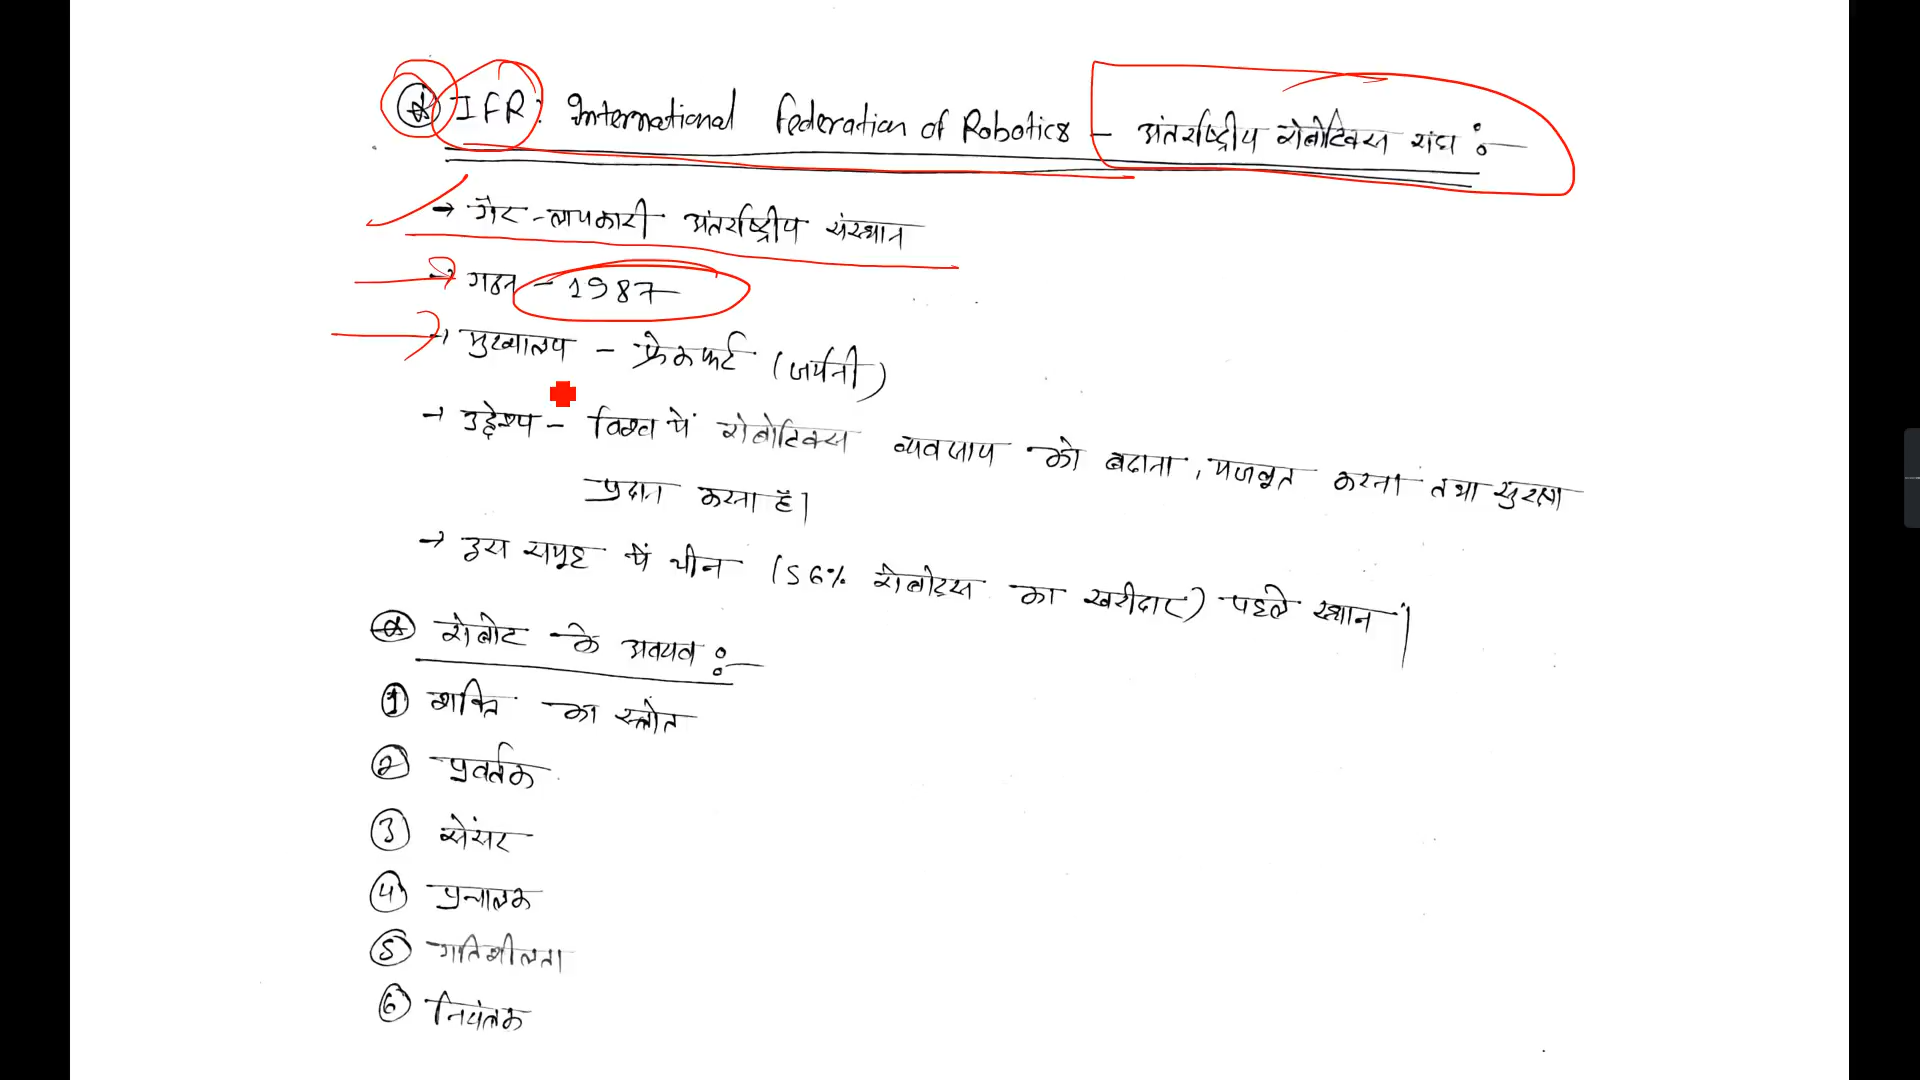 IFR: International Federation of Robotics – अंतर्राष्ट्रीय रोबोटिक्स संघ :–
→ गैर-लाभकारी अंतर्राष्ट्रीय संस्थान
→ गठन – 1987
→ मुख्यालय – फ्रेंकफर्ट (जर्मनी)
→ उद्देश्य – विश्व में रोबोटिक्स व्यवसाय को बढाना, मजबूत करना तथा सुरक्षा
प्रदान करना है।
→ इस समूह में चीन (56% रोबोट्स का खरीदार) पहले स्थान।
रोबोट के अवयव :–
① शक्ति का स्त्रोत
② प्रवर्तक
③ सेंसर
④ प्रचालक
⑤ गतिशीलता
⑥ नियंत्रक